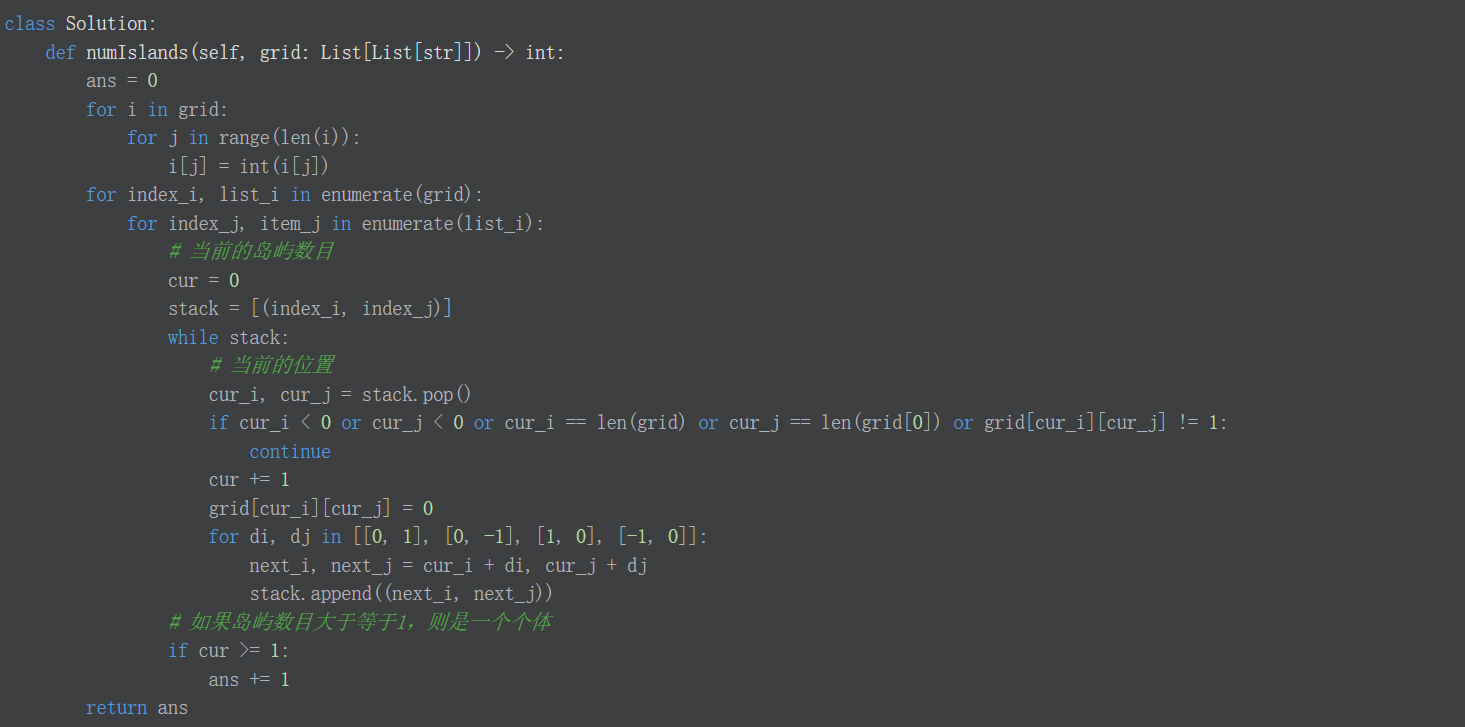 class Solution:
    def numIslands(self, grid: List[List[str]]) -> int:
        ans = 0
        for i in grid:
            for j in range(len(i)):
                i[j] = int(i[j])
        for index_i, list_i in enumerate(grid):
            for index_j, item_j in enumerate(list_i):
                # 当前的岛屿数目
                cur = 0
                stack = [(index_i, index_j)]
                while stack:
                    # 当前的位置
                    cur_i, cur_j = stack.pop()
                    if cur_i < 0 or cur_j < 0 or cur_i == len(grid) or cur_j == len(grid[0]) or grid[cur_i][cur_j] != 1:
                        continue
                    cur += 1
                    grid[cur_i][cur_j] = 0
                    for di, dj in [[0, 1], [0, -1], [1, 0], [-1, 0]]:
                        next_i, next_j = cur_i + di, cur_j + dj
                        stack.append((next_i, next_j))
                # 如果岛屿数目大于等于1，则是一个个体
                if cur >= 1:
                    ans += 1
        return ans